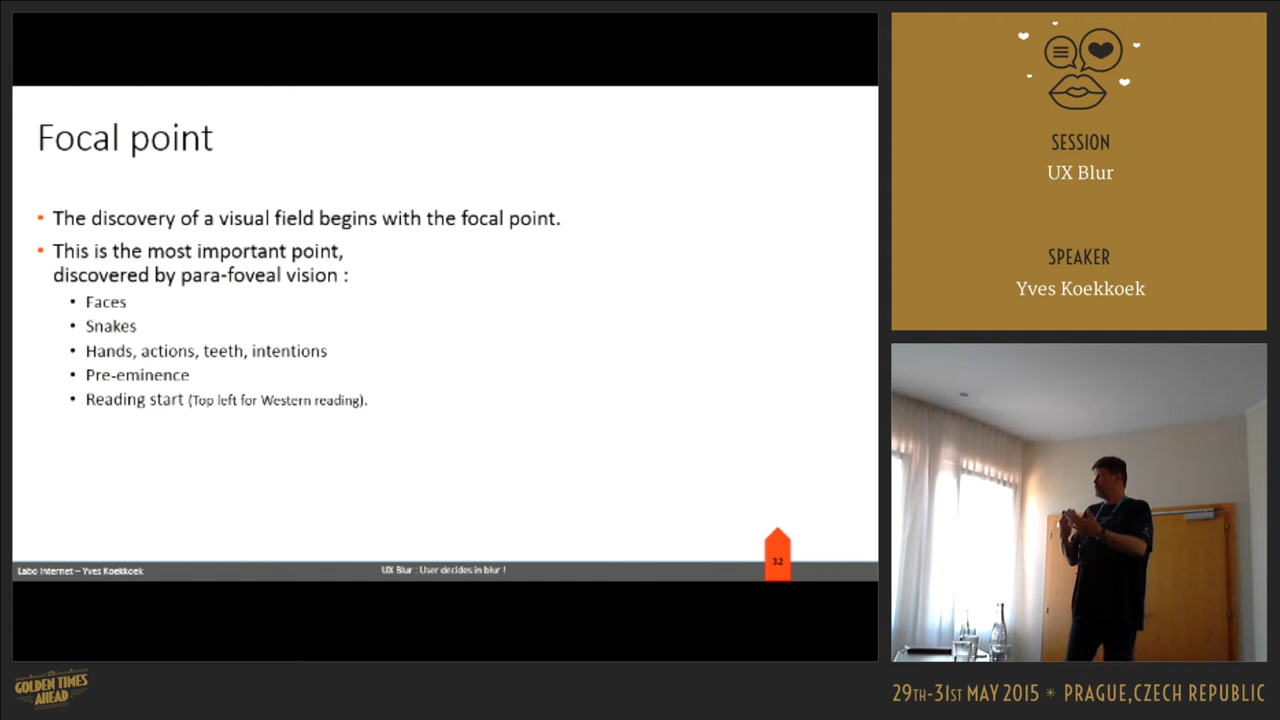 Focal point
• The discovery of a visual field begins with the focal point.
• This is the most important point,
discovered by para-foveal vision :
• Faces
• Snakes
• Hands, actions, teeth, intentions
• Pre-eminence
• Reading start (Top left for Western reading).
Labo Internet – Yves Koekkoek
UX Blur : User decides in blur !
32
SESSION
UX Blur
SPEAKER
Yves Koekkoek
GOLDEN TIMES
AHEAD
29TH-31ST MAY 2015 * PRAGUE,CZECH REPUBLIC